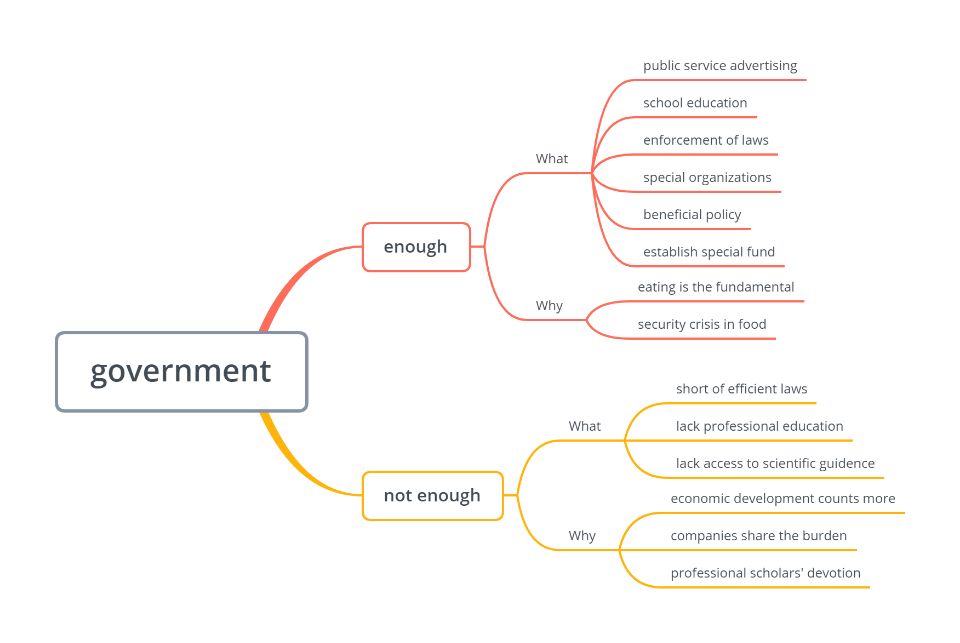 government
enough
What
public service advertising
school education
enforcement of laws
special organizations
beneficial policy
establish special fund
Why
eating is the fundamental
security crisis in food
not enough
What
short of efficient laws
lack professional education
lack access to scientific guidence
Why
economic development counts more
companies share the burden
professional scholars' devotion